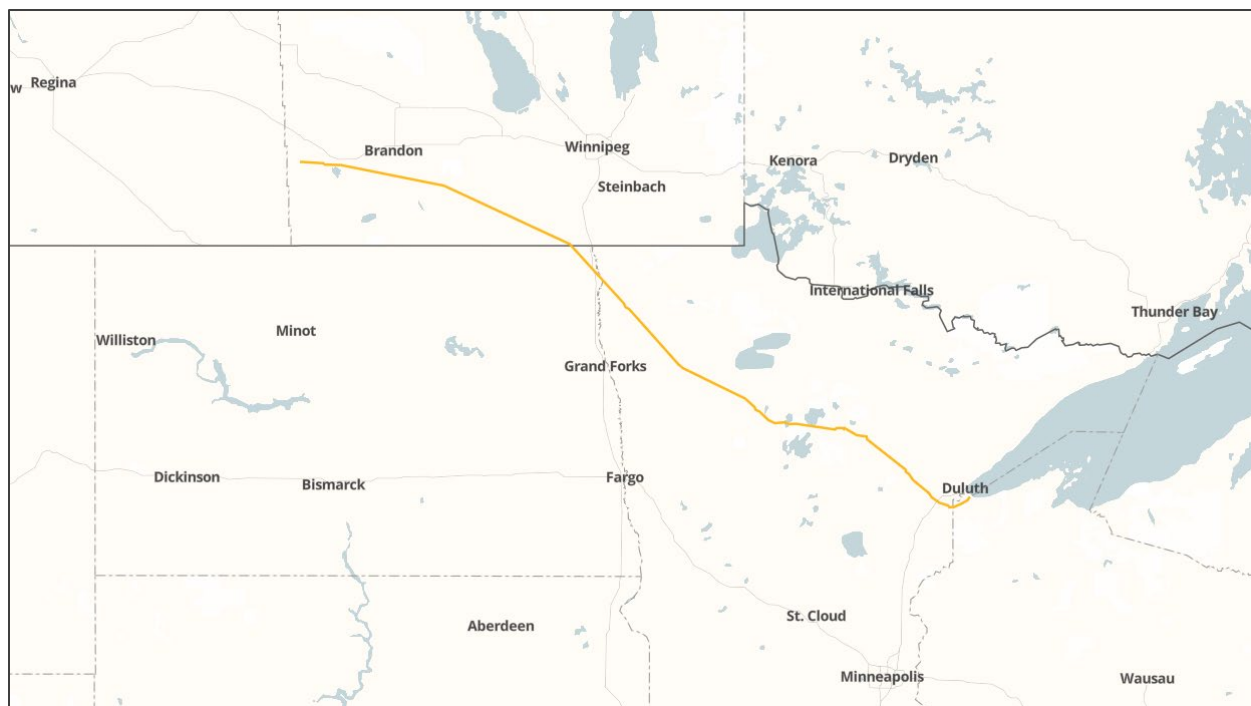 Regina
w
Brandon
Winnipeg
Kenora
Dryden
Steinbach
International Falls
Thunder Bay
Minot
Williston
Grand Forks
Dickinson
Bismarck
Fargo
Duluth
Aberdeen
St. Cloud
Minneapolis
Wausau